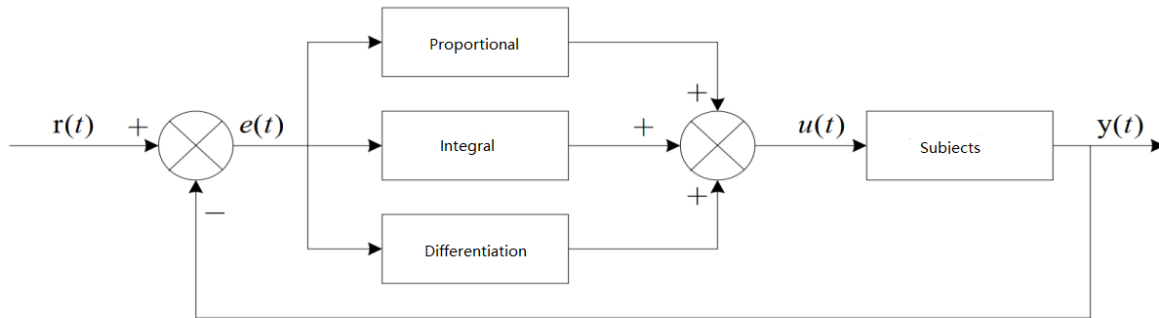 Proportional
+
r(t)
+
e(t)
Integral
+
u(t)
Subjects
y(t)
+
−
Differentiation